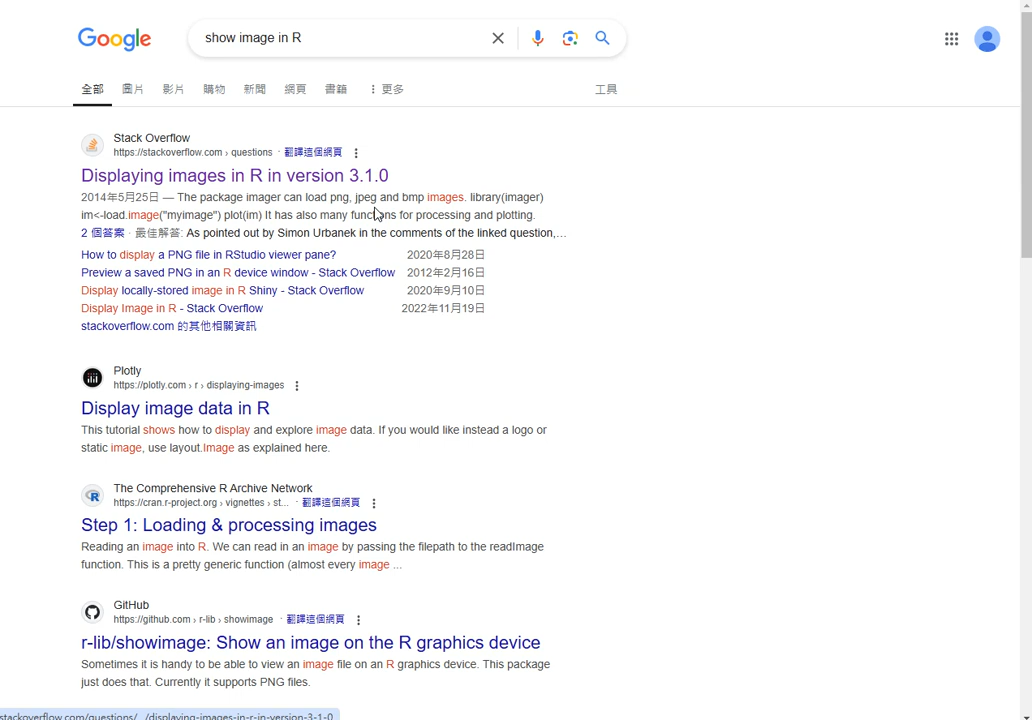 Google
show image in R
全部 圖片 影片 購物 新聞 網頁 書籍 更多 工具
Stack Overflow
https://stackoverflow.com › questions · 翻譯這個網頁
Displaying images in R in version 3.1.0
2014年5月25日 — The package imager can load png, jpeg and bmp images. library(imager)
im<-load.image("myimage") plot(im) It has also many functions for processing and plotting.
2 個答案 · 最佳解答: As pointed out by Simon Urbanek in the comments of the linked question,...
How to display a PNG file in RStudio viewer pane? 2020年8月28日
Preview a saved PNG in an R device window - Stack Overflow 2012年2月16日
Display locally-stored image in R Shiny - Stack Overflow 2020年9月10日
Display Image in R - Stack Overflow 2022年11月19日
stackoverflow.com 的其他相關資訊
Plotly
https://plotly.com › r › displaying-images
Display image data in R
This tutorial shows how to display and explore image data. If you would like instead a logo or
static image, use layout.Image as explained here.
The Comprehensive R Archive Network
https://cran.r-project.org › vignettes › st... · 翻譯這個網頁
Step 1: Loading & processing images
Reading an image into R. We can read in an image by passing the filepath to the readImage
function. This is a pretty generic function (almost every image ...
GitHub
https://github.com › r-lib › showimage · 翻譯這個網頁
r-lib/showimage: Show an image on the R graphics device
Sometimes it is handy to be able to view an image file on an R graphics device. This package
just does that. Currently it supports PNG files.
stackoverflow.com/questions/.../displaying-images-in-r-in-version-3-1-0